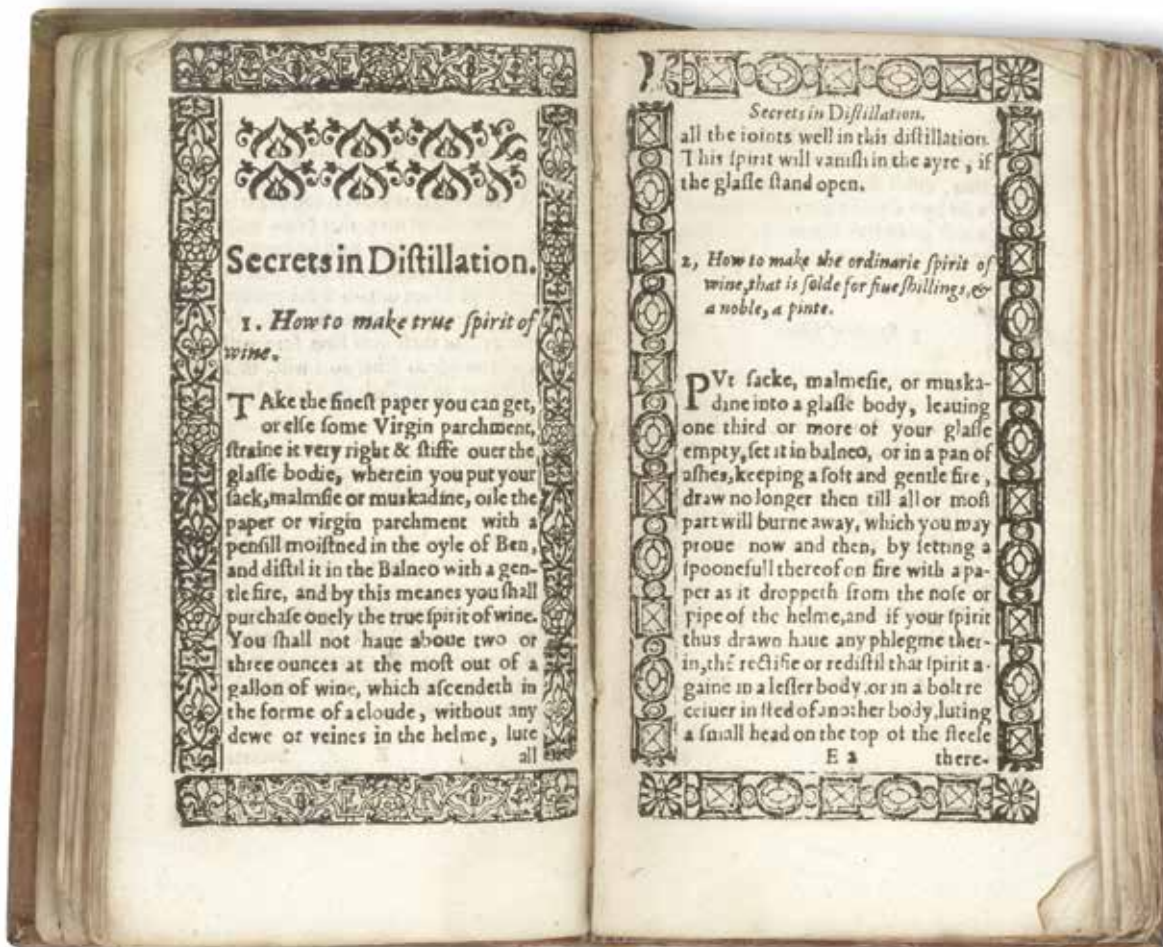 Secrets in Diſtillation.
1. How to make true ſpirit of
wine.
TAke the fineſt paper you can get,
or elſe ſome Virgin parchment,
ſtraine it very right & ſtiffe ouer the
glaſſe bodie, wherein you put your
ſack, malmſie or muskadine, oile the
paper or virgin parchment with a
penſill moiſtned in the oyle of Ben,
and diſtil it in the Balneo with a gen-
tle fire, and by this meanes you ſhall
purchaſe onely the true ſpirit of wine.
You ſhall not haue aboue two or
three ounces at the moſt out of a
gallon of wine, which aſcendeth in
the forme of a cloude, without any
dewe or veines in the helme, lute
all
Secrets in Diſtillation.
all the ioints well in this diſtillation.
This ſpirit will vaniſh in the ayre, if
the glaſſe ſtand open.
2, How to make the ordinarie ſpirit of
wine, that is ſolde for fiue ſhillings, &
a noble, a pinte.
PVt ſacke, malmeſie, or muska-
dine into a glaſſe body, leauing
one third or more of your glaſſe
empty, ſet it in balneo, or in a pan of
aſhes, keeping a ſoft and gentle fire,
draw no longer then till all or moſt
part will burne away, which you may
proue now and then, by ſetting a
ſpoonefull thereof on fire with a pa-
per as it droppeth from the noſe or
pipe of the helme, and if your ſpirit
thus drawn haue any phlegme ther-
in, thē rectifie or rediſtil that ſpirit a-
gaine in a leſſer body, or in a bolt re
ceiuer in ſted of another body, luting
a ſmall head on the top of the ſteele
E 2 there-